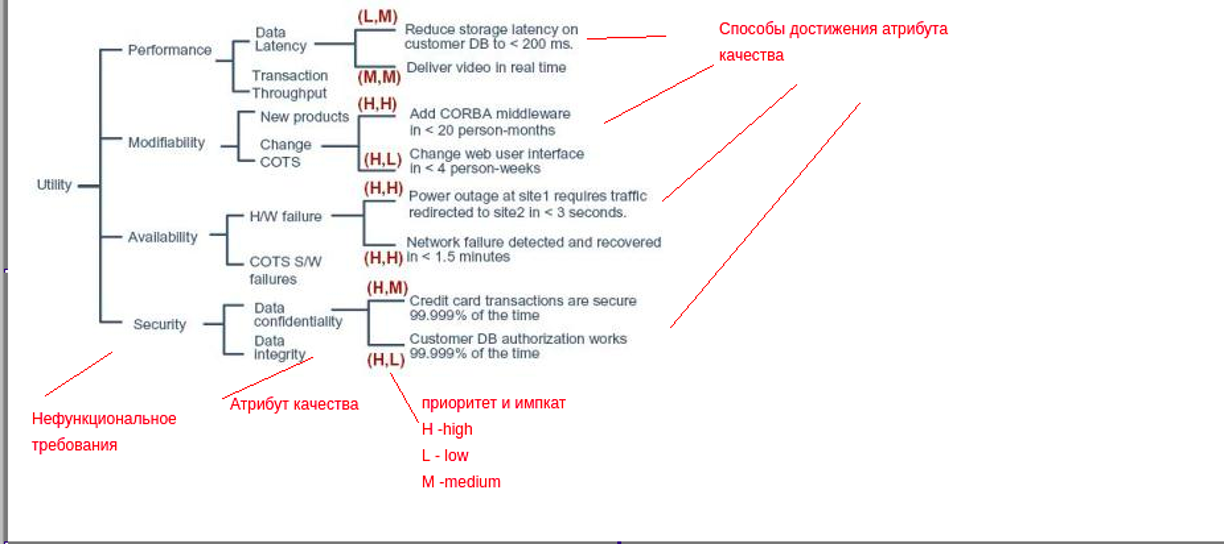 (L,M)
Reduce storage latency on
customer DB to < 200 ms.
Data
Latency
Performance
Deliver video in real time
(M,M)
Transaction
Throughput
(H,H)
Add CORBA middleware
in < 20 person-months
New products
Modifiability
Change
COTS
(H,L)
Change web user interface
in < 4 person-weeks
Utility
(H,H)
Power outage at site1 requires traffic
redirected to site2 in < 3 seconds.
H/W failure
Availability
Network failure detected and recovered
(H,H)
in < 1.5 minutes
COTS S/W
failures
(H,M)
Credit card transactions are secure
99.999% of the time
Data
confidentiality
Security
Customer DB authorization works
99.999% of the time
Data
integrity
(H,L)
Способы достижения атрибута
качества
Нефункциональное
требования
Атрибут качества
приоритет и импкат
H -high
L - low
M -medium